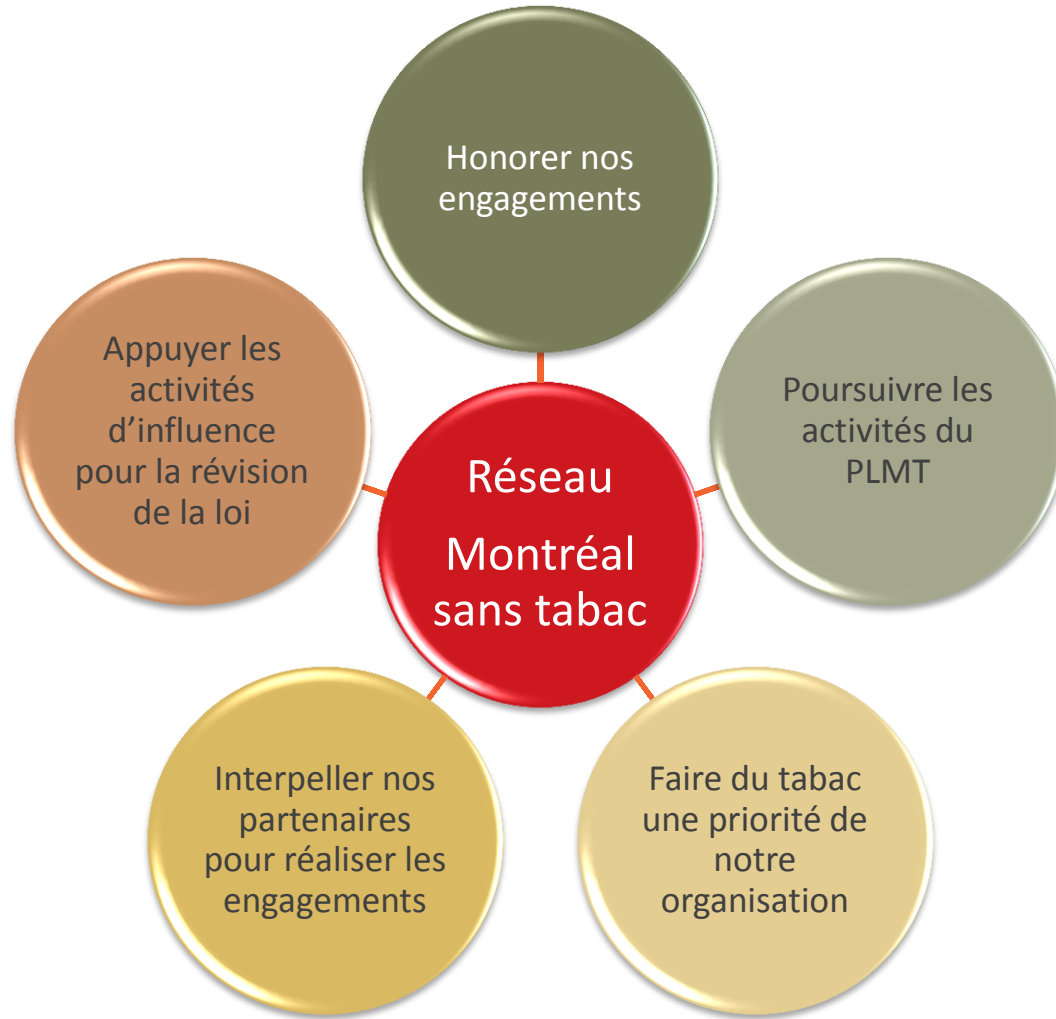 Honorer nos
engagements
Poursuivre les
activités du
PLMT
Faire du tabac
une priorité de
notre
organisation
Interpeller nos
partenaires
pour réaliser les
engagements
Appuyer les
activités
d’influence
pour la révision
de la loi
Réseau
Montréal
sans tabac